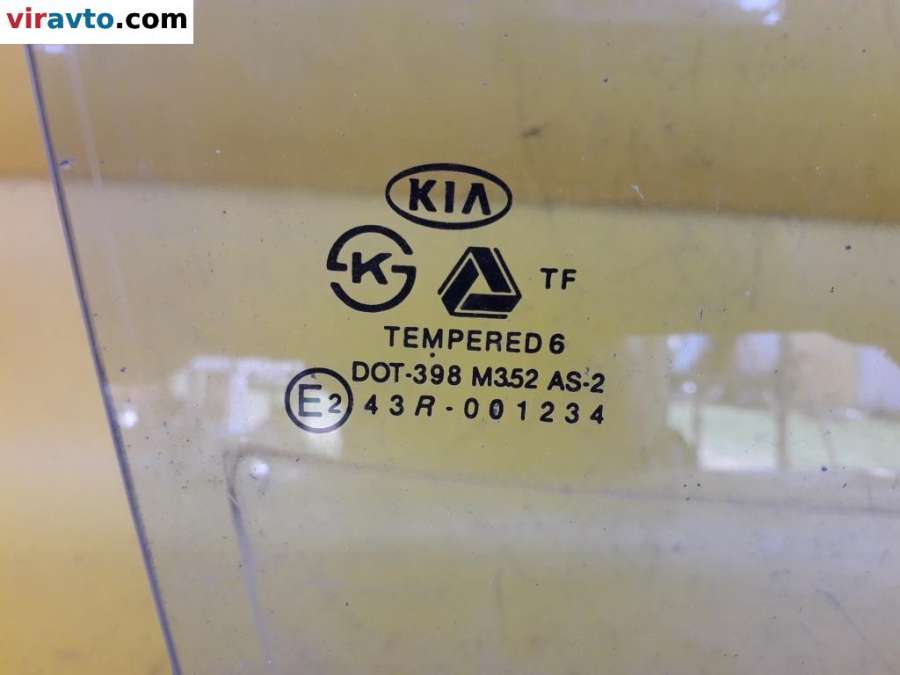 viravto.com
KIA
K
TF
TEMPERED 6
DOT-398 M352 AS-2
E2 43R-001234